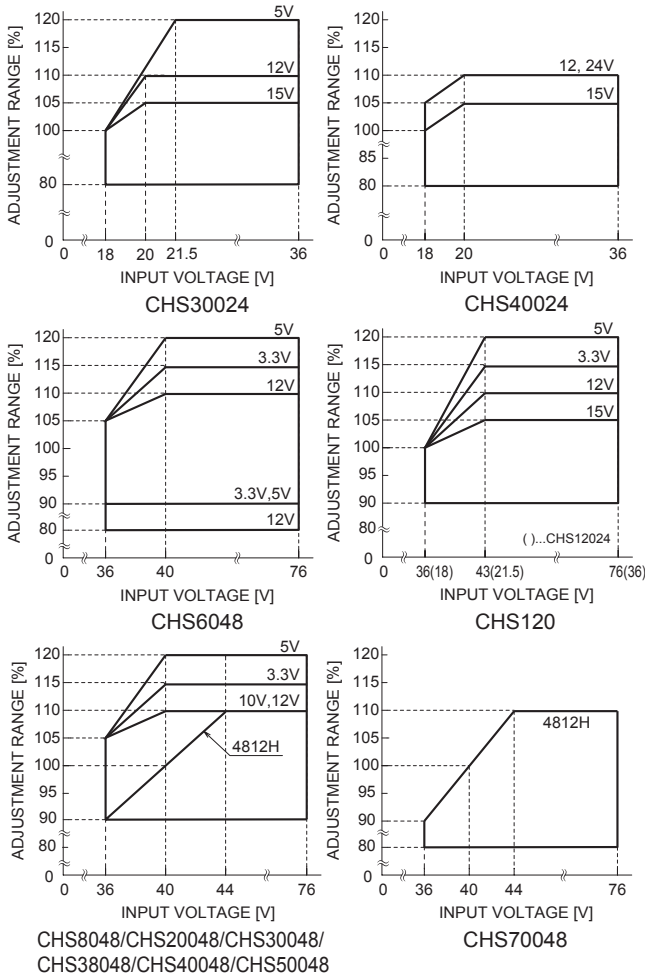 ADJUSTMENT RANGE [%]
120
115
110
105
100
80
0
5V
12V
15V
0 18 20 21.5 36
INPUT VOLTAGE [V]
CHS30024
ADJUSTMENT RANGE [%]
120
115
110
105
100
85
80
0
12, 24V
15V
0 18 20 36
INPUT VOLTAGE [V]
CHS40024
ADJUSTMENT RANGE [%]
120
115
110
105
100
95
90
80
0
5V
3.3V
12V
3.3V,5V
12V
0 36 40 76
INPUT VOLTAGE [V]
CHS6048
ADJUSTMENT RANGE [%]
120
115
110
105
100
95
90
80
0
5V
3.3V
12V
15V
( )...CHS12024
0 36(18) 43(21.5) 76(36)
INPUT VOLTAGE [V]
CHS120
ADJUSTMENT RANGE [%]
120
115
110
105
100
95
90
80
0
5V
3.3V
10V,12V
4812H
0 36 40 44 76
INPUT VOLTAGE [V]
CHS8048/CHS20048/CHS30048/
CHS38048/CHS40048/CHS50048
ADJUSTMENT RANGE [%]
120
115
110
105
100
95
90
80
0
4812H
0 36 40 44 76
INPUT VOLTAGE [V]
CHS70048